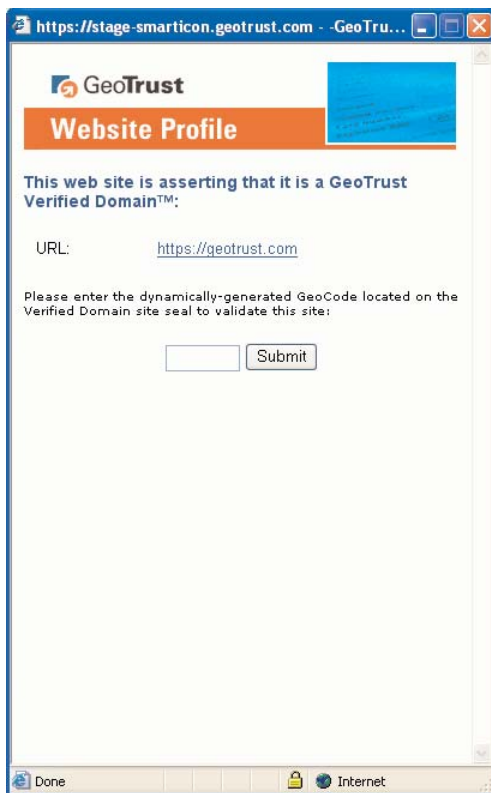 https://stage-smarticon.geotrust.com - -GeoTru...
GeoTrust
Website Profile
This web site is asserting that it is a GeoTrust
Verified Domain™:
URL: https://geotrust.com
Please enter the dynamically-generated GeoCode located on the
Verified Domain site seal to validate this site:
Submit
Done Internet